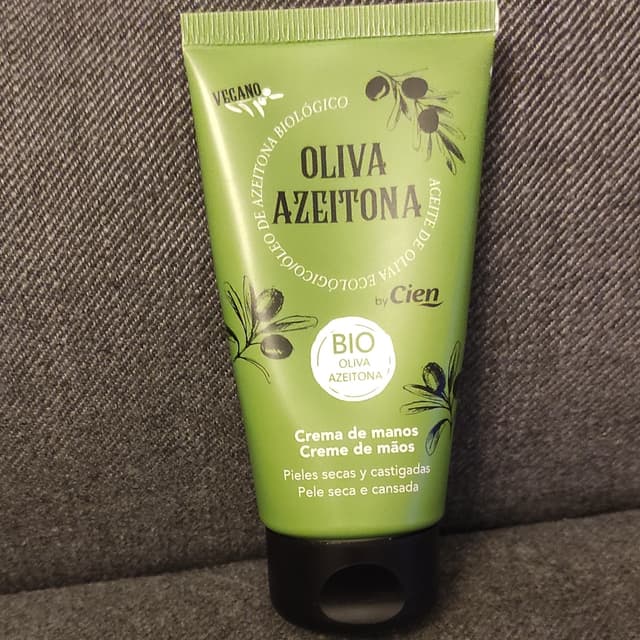 VEGANO
OLIVA
AZEITONA
ACEITE DE OLIVA ECOLÓGICO/ÓLEO DE AZEITONA BIOLÓGICO
by Cien
BIO
OLIVA
AZEITONA
Crema de manos
Creme de mãos
Pieles secas y castigadas
Pele seca e cansada